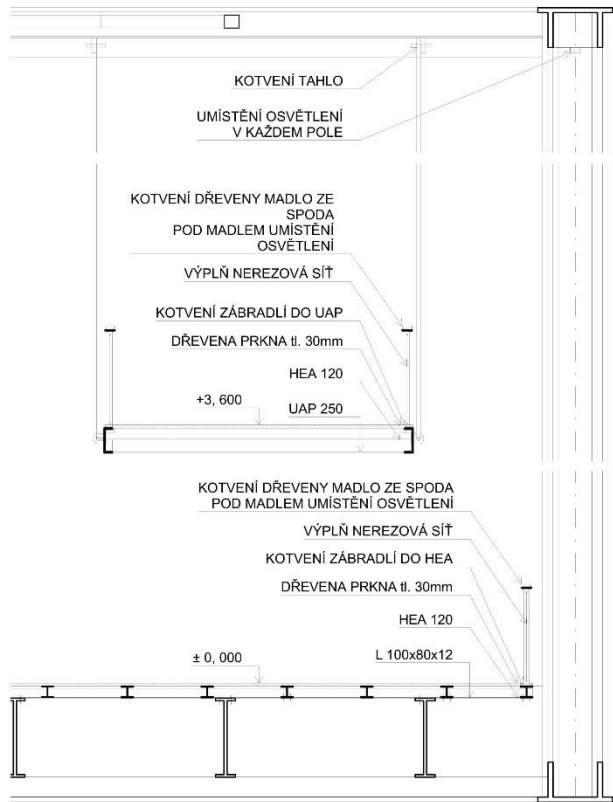 KOTVENÍ TAHLO
UMÍSTĚNÍ OSVĚTLENÍ
V KAŽDEM POLE
KOTVENÍ DŘEVENY MADLO ZE
SPODA
POD MADLEM UMÍSTĚNÍ
OSVĚTLENÍ
VÝPLŇ NEREZOVÁ SÍŤ
KOTVENÍ ZÁBRADLÍ DO UAP
DŘEVENA PRKNA tl. 30mm
HEA 120
+3, 600
UAP 250
KOTVENÍ DŘEVENY MADLO ZE SPODA
POD MADLEM UMÍSTĚNÍ OSVĚTLENÍ
VÝPLŇ NEREZOVÁ SÍŤ
KOTVENÍ ZÁBRADLÍ DO HEA
DŘEVENA PRKNA tl. 30mm
HEA 120
± 0, 000
L 100x80x12